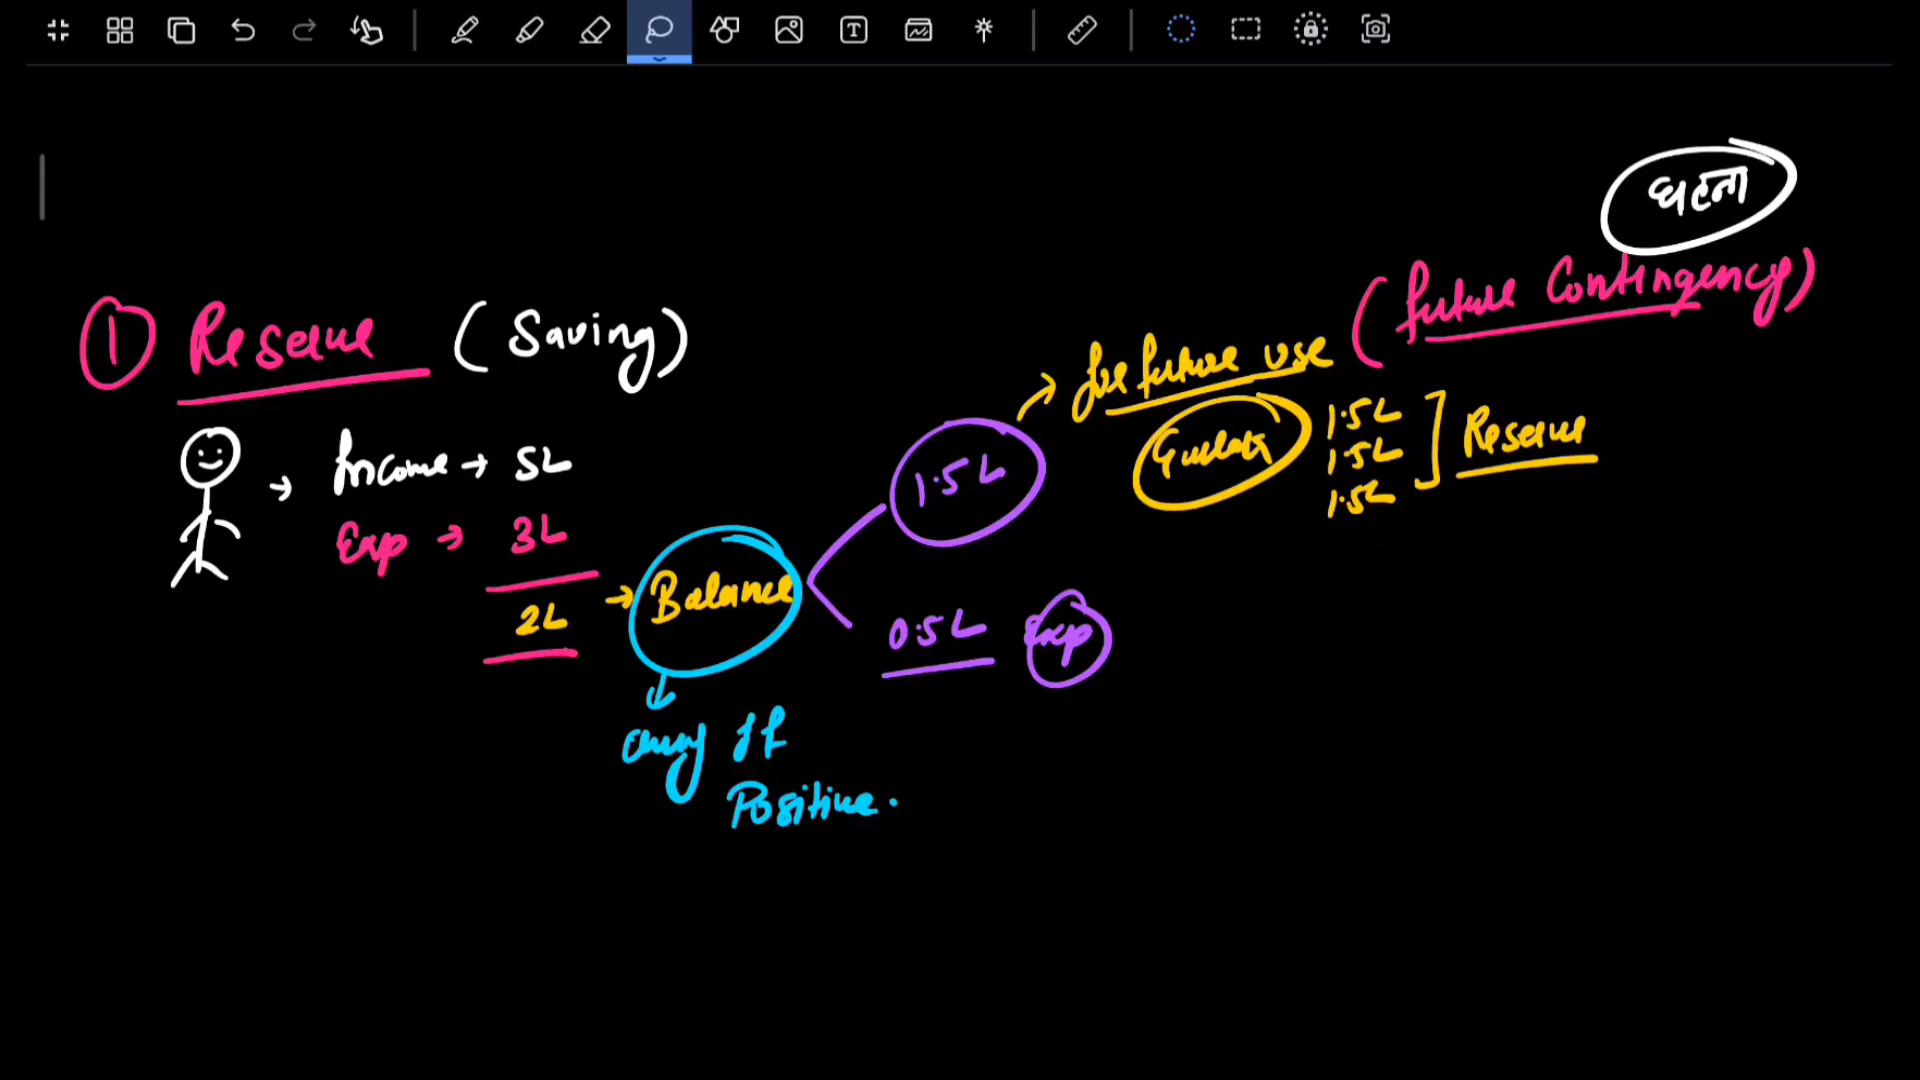 घटना
(future Contingency)
① Reserve (Saving)
for future use
Gullak
1.5L
1.5L
1.5L
Reserve
Income → 5L
1.5L
Exp → 3L
2L → Balance
0.5L Exp
If
Positive.